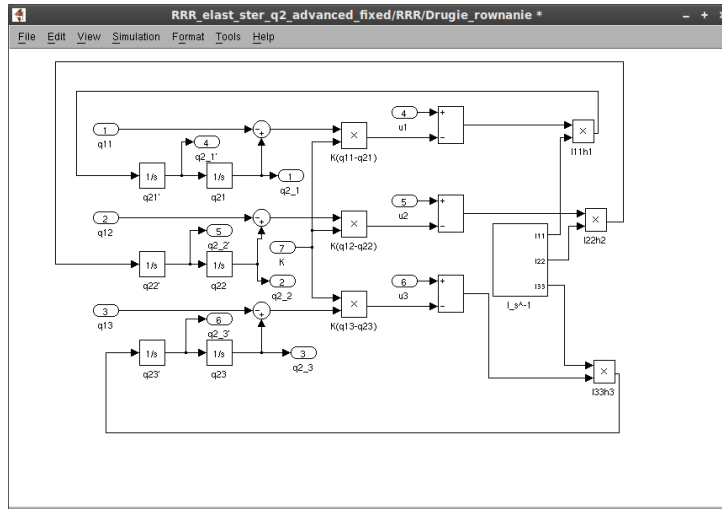 RRR_elast_ster_q2_advanced_fixed/RRR/Drugie_rownanie *
File Edit View Simulation Format Tools Help
1
q11
4
q2_1'
1/s
q21'
1/s
q21
1
q2_1
K(q11-q21)
4
u1
I11h1
2
q12
5
q2_2'
1/s
q22'
1/s
q22
2
q2_2
7
K
K(q12-q22)
5
u2
I11
I22
I33
I_s^-1
I22h2
3
q13
6
q2_3'
1/s
q23'
1/s
q23
3
q2_3
K(q13-q23)
6
u3
I33h3